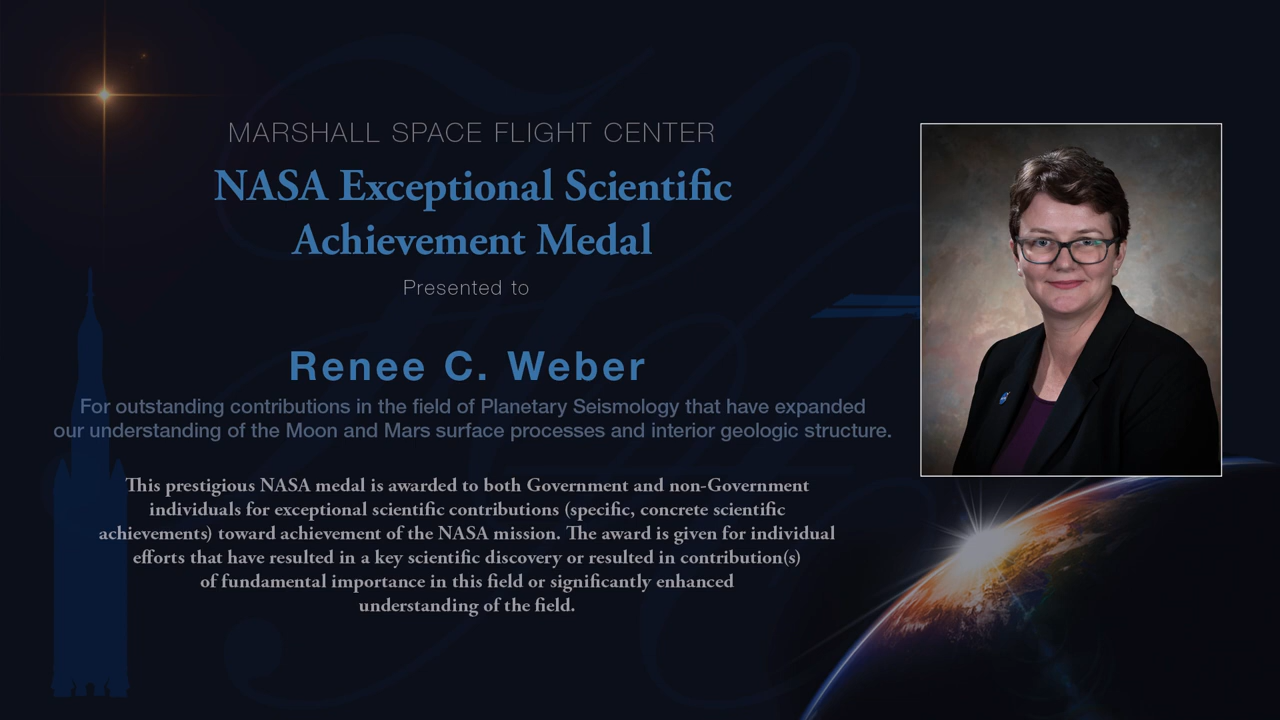 MARSHALL SPACE FLIGHT CENTER
NASA Exceptional Scientific
Achievement Medal
Presented to
Renee C. Weber
For outstanding contributions in the field of Planetary Seismology that have expanded
our understanding of the Moon and Mars surface processes and interior geologic structure.
This prestigious NASA medal is awarded to both Government and non-Government
individuals for exceptional scientific contributions (specific, concrete scientific
achievements) toward achievement of the NASA mission. The award is given for individual
efforts that have resulted in a key scientific discovery or resulted in contribution(s)
of fundamental importance in this field or significantly enhanced
understanding of the field.